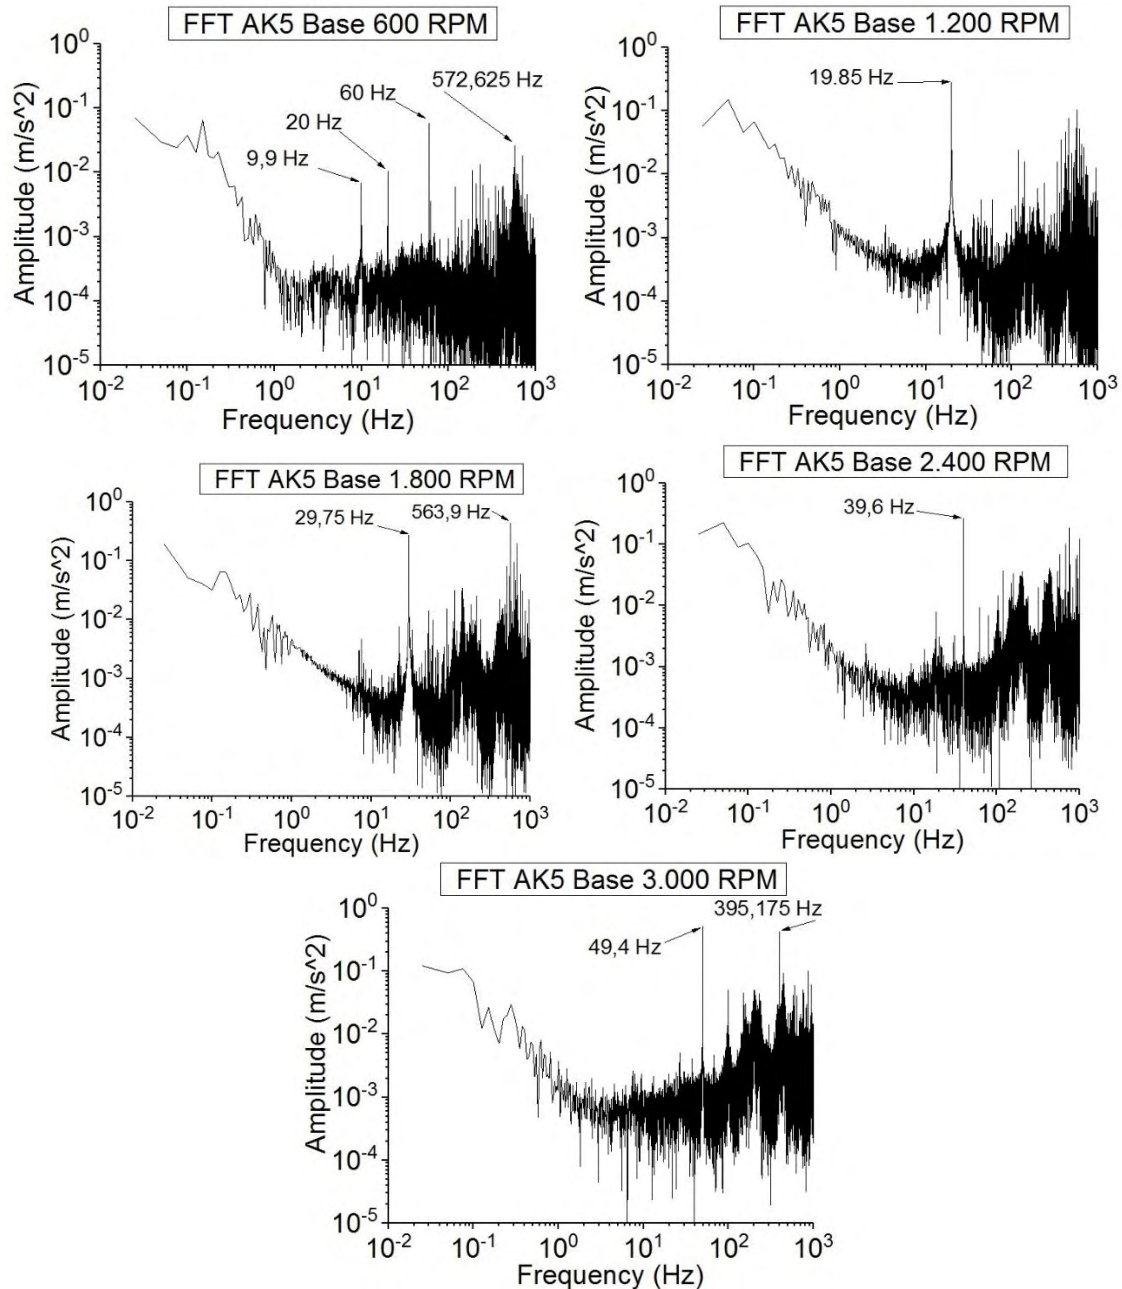 FFT AK5 Base 600 RPM
10^0
10^-1
10^-2
10^-3
10^-4
10^-5
Amplitude (m/s^2)
9,9 Hz
20 Hz
60 Hz
572,625 Hz
10^-2 10^-1 10^0 10^1 10^2 10^3
Frequency (Hz)
FFT AK5 Base 1.200 RPM
10^0
10^-1
10^-2
10^-3
10^-4
10^-5
Amplitude (m/s^2)
19.85 Hz
10^-2 10^-1 10^0 10^1 10^2 10^3
Frequency (Hz)
FFT AK5 Base 1.800 RPM
10^0
10^-1
10^-2
10^-3
10^-4
10^-5
Amplitude (m/s^2)
29,75 Hz
563,9 Hz
10^-2 10^-1 10^0 10^1 10^2 10^3
Frequency (Hz)
FFT AK5 Base 2.400 RPM
10^0
10^-1
10^-2
10^-3
10^-4
10^-5
Amplitude (m/s^2)
39,6 Hz
10^-2 10^-1 10^0 10^1 10^2 10^3
Frequency (Hz)
FFT AK5 Base 3.000 RPM
10^0
10^-1
10^-2
10^-3
10^-4
10^-5
Amplitude (m/s^2)
49,4 Hz
395,175 Hz
10^-2 10^-1 10^0 10^1 10^2 10^3
Frequency (Hz)